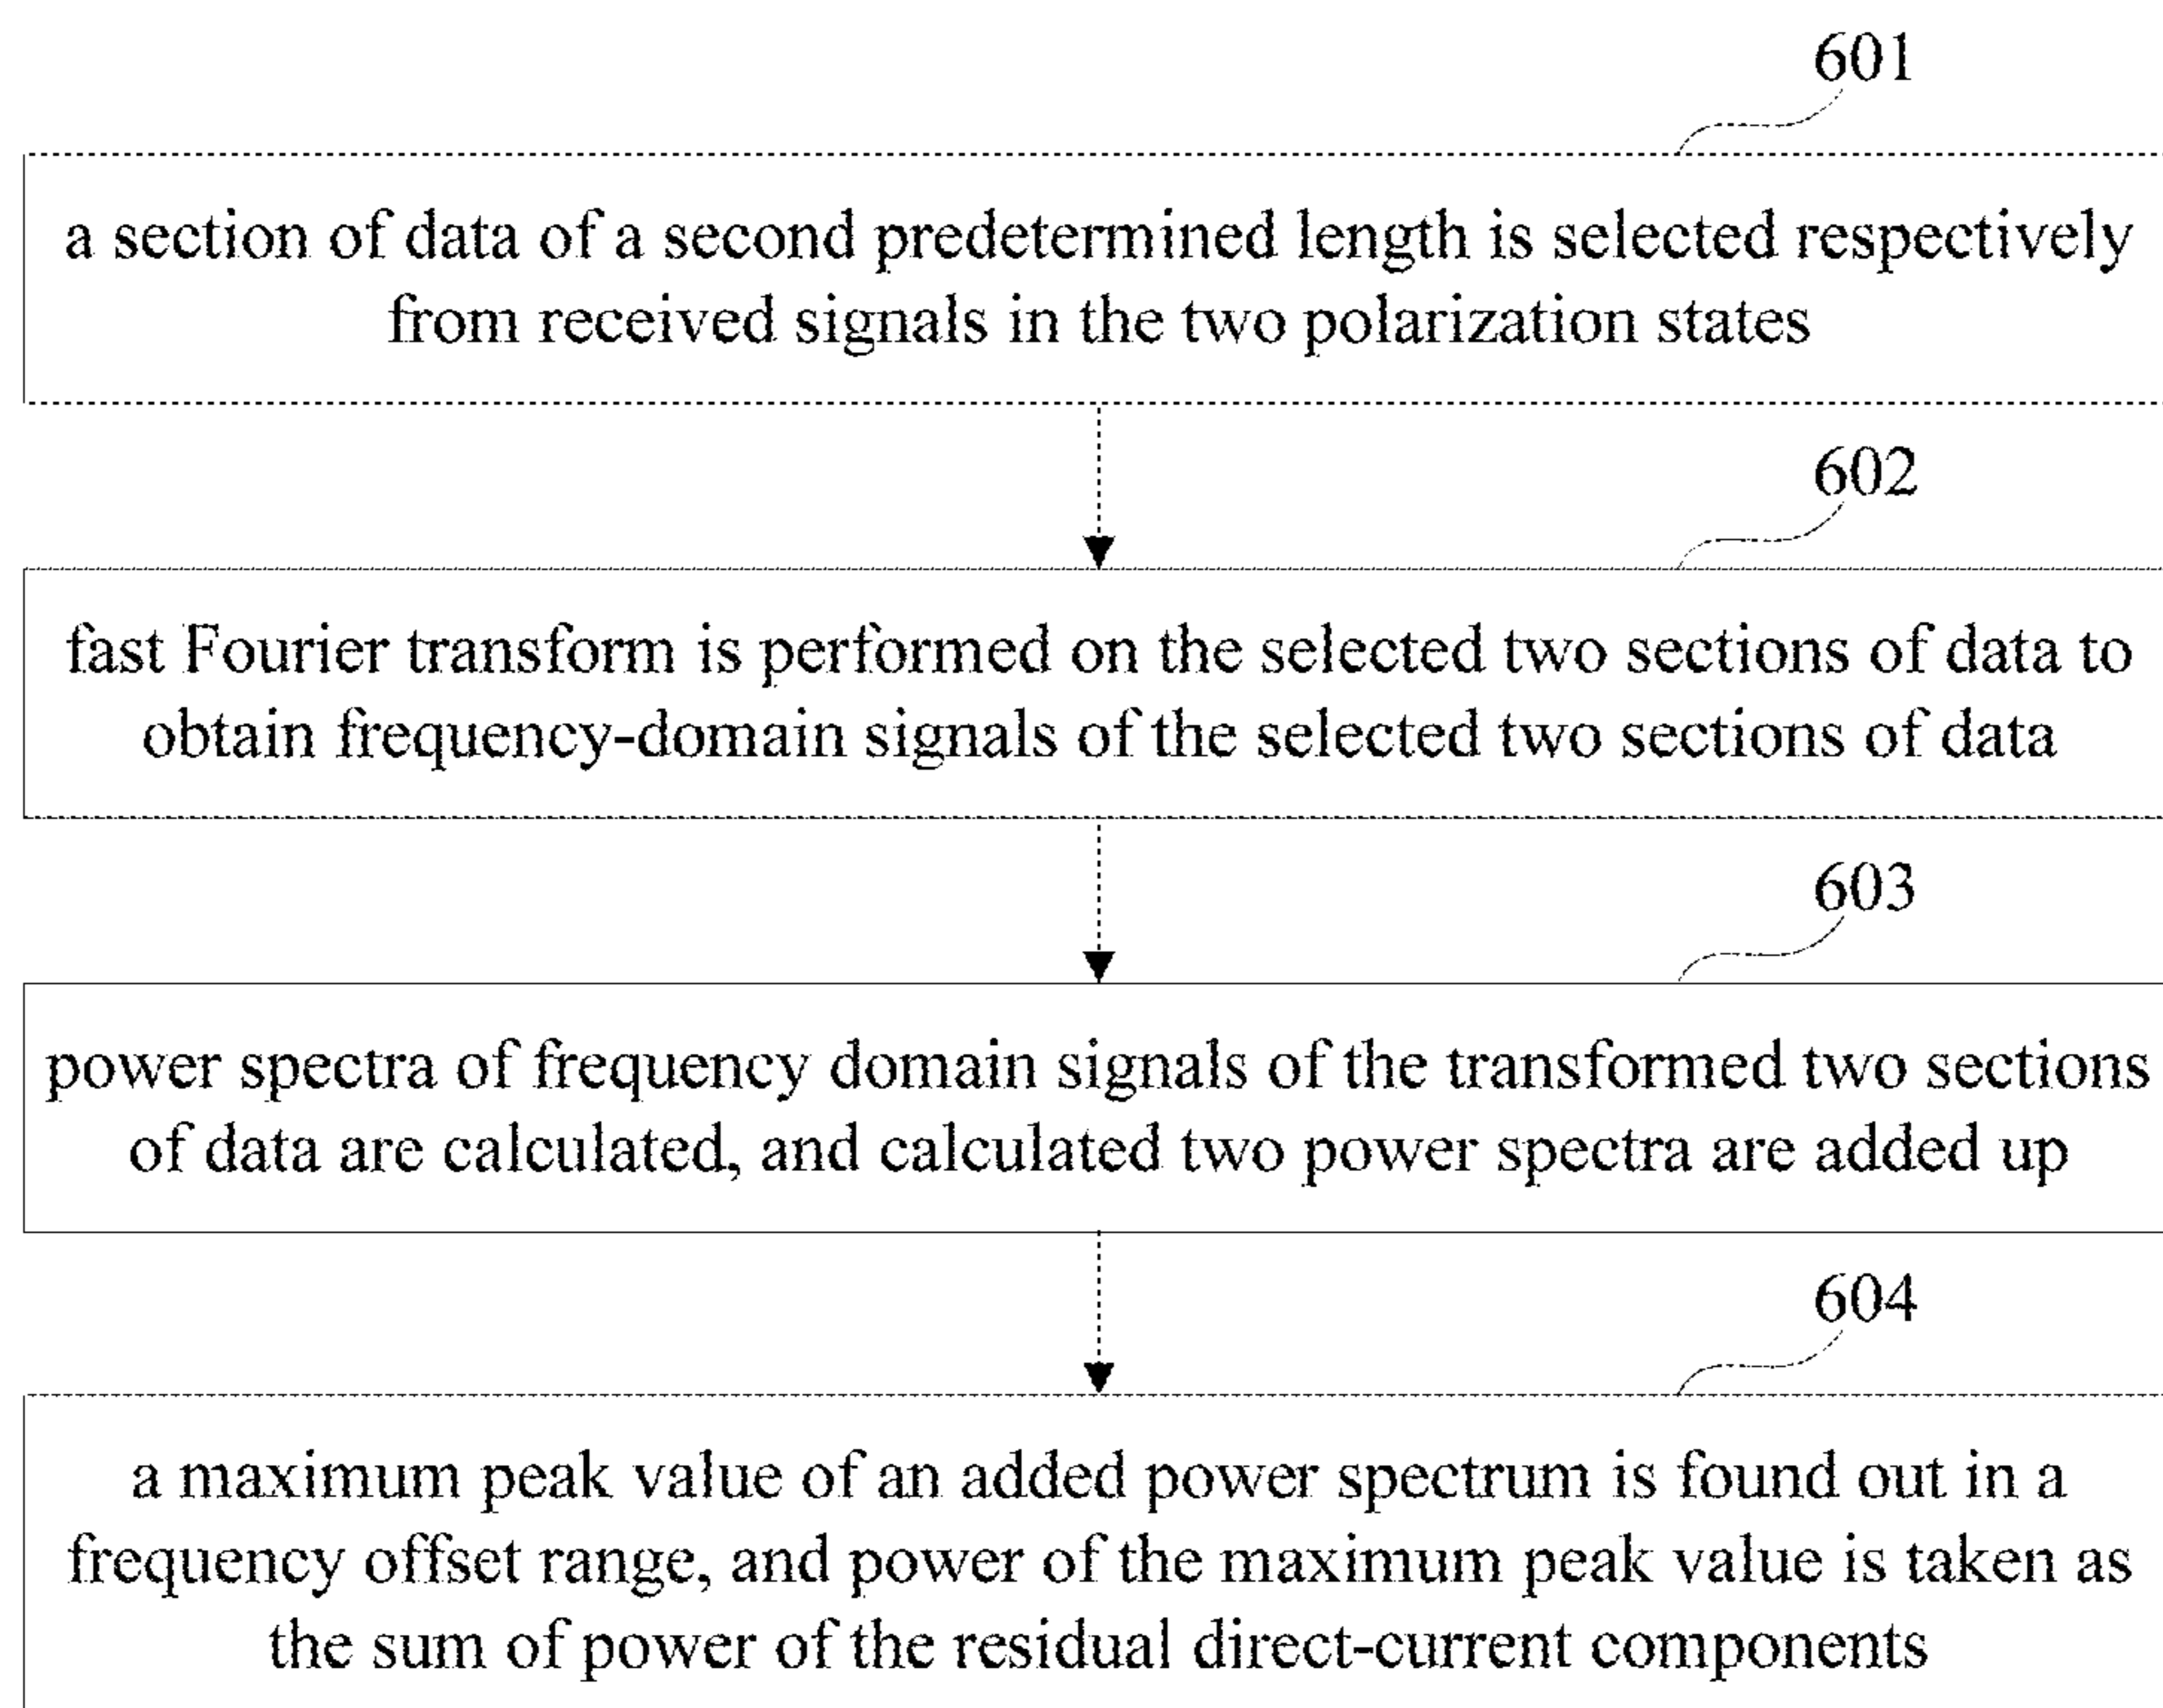 601
a section of data of a second predetermined length is selected respectively
from received signals in the two polarization states
602
fast Fourier transform is performed on the selected two sections of data to
obtain frequency-domain signals of the selected two sections of data
603
power spectra of frequency domain signals of the transformed two sections
of data are calculated, and calculated two power spectra are added up
604
a maximum peak value of an added power spectrum is found out in a
frequency offset range, and power of the maximum peak value is taken as
the sum of power of the residual direct-current components